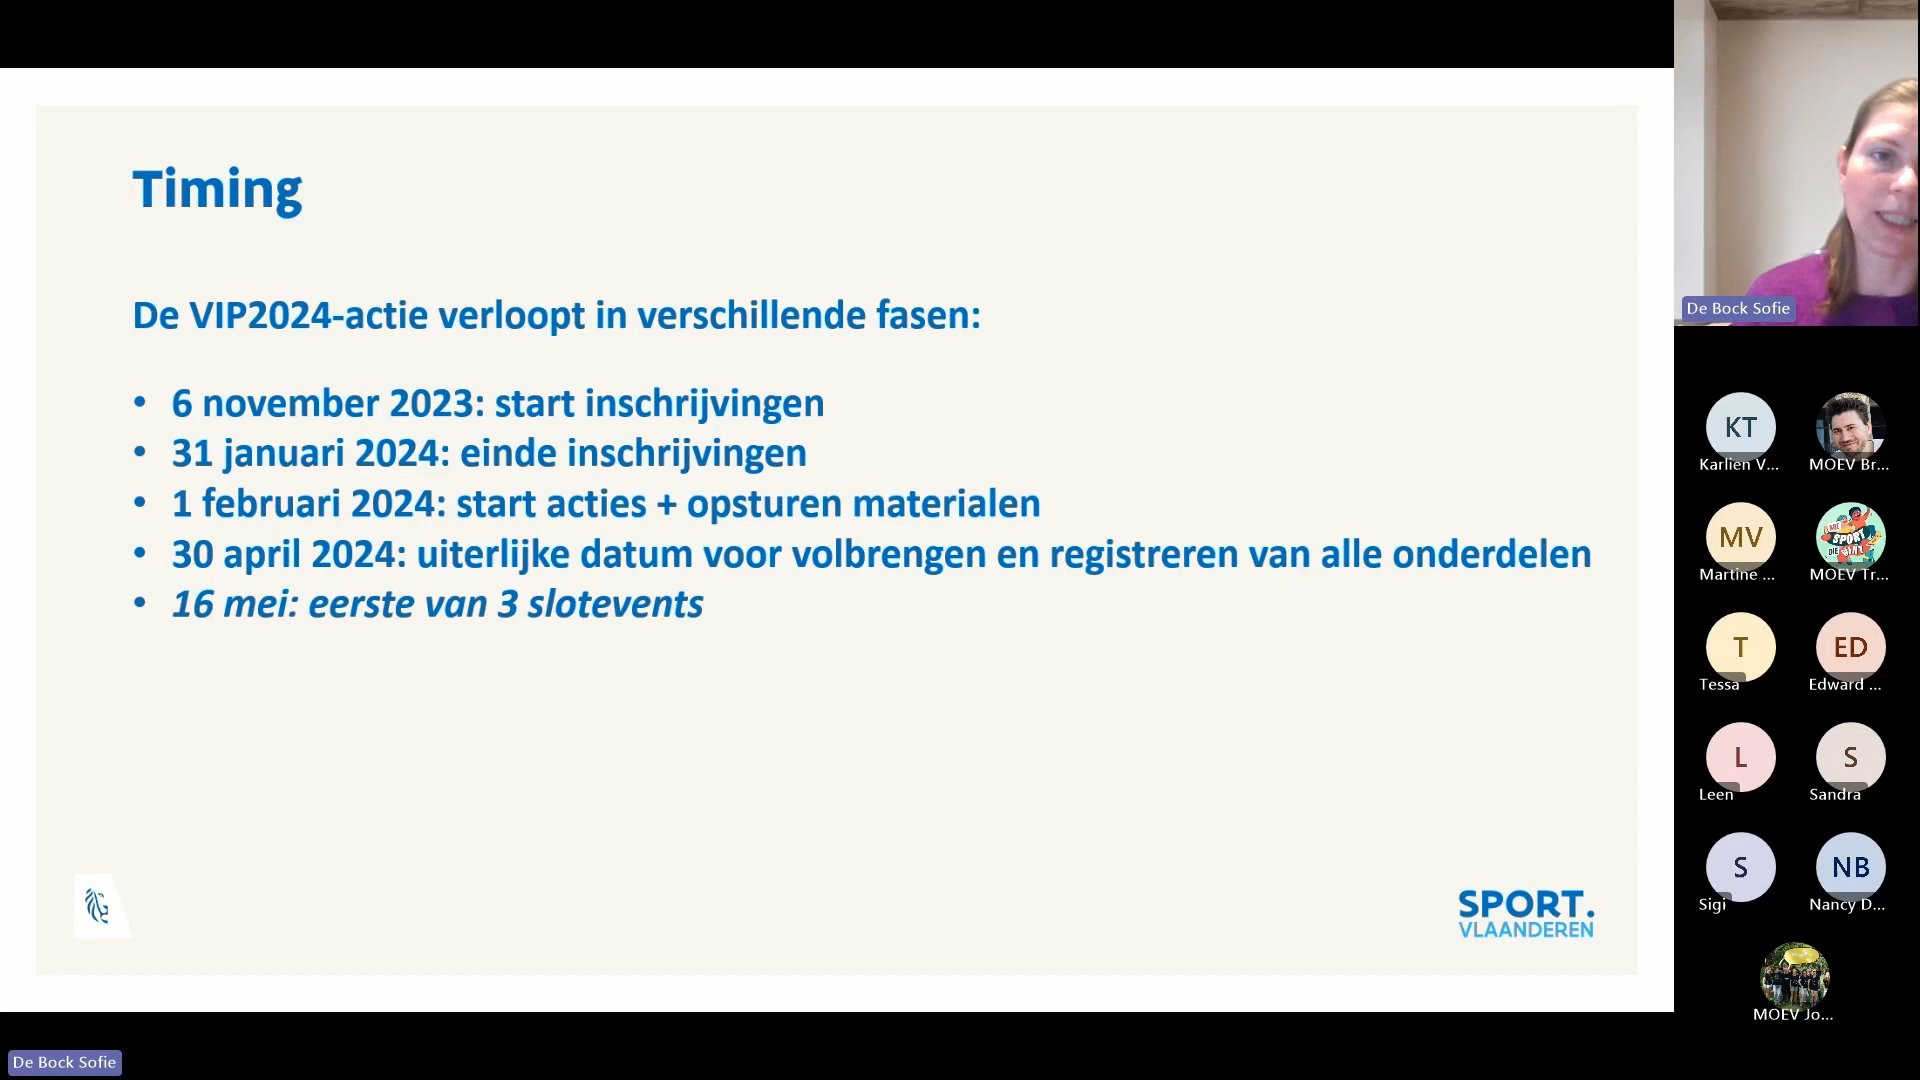 Timing
De VIP2024-actie verloopt in verschillende fasen:
• 6 november 2023: start inschrijvingen
• 31 januari 2024: einde inschrijvingen
• 1 februari 2024: start acties + opsturen materialen
• 30 april 2024: uiterlijke datum voor volbrengen en registreren van alle onderdelen
• 16 mei: eerste van 3 slotevents
SPORT.
VLAANDEREN
De Bock Sofie
De Bock Sofie
KT
Karlien V...
MOEV Br...
MV
Martine ...
SPORT
DIE
MOEV Tr...
T
Tessa
ED
Edward ...
L
Leen
S
Sandra
S
Sigi
NB
Nancy D...
MOEV Jo...